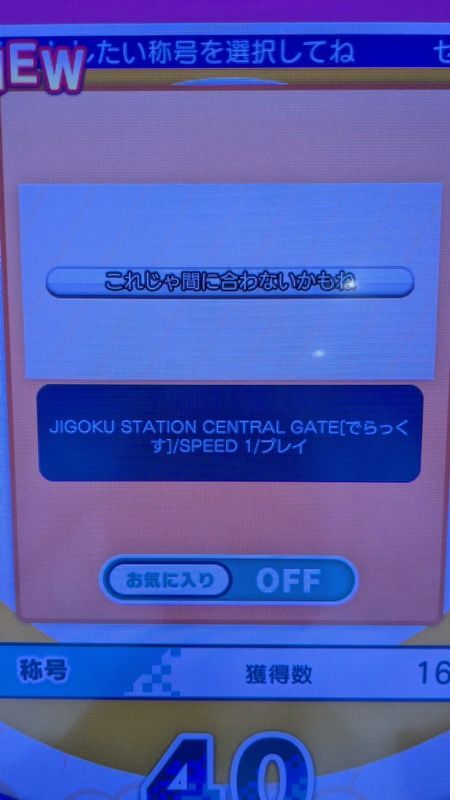 NEW
したい称号を選択してね
セ
これじゃ間に合わないかもね
JIGOKU STATION CENTRAL GATE[でらっく
す]/SPEED 1/プレイ
お気に入り OFF
称号 獲得数 16
40